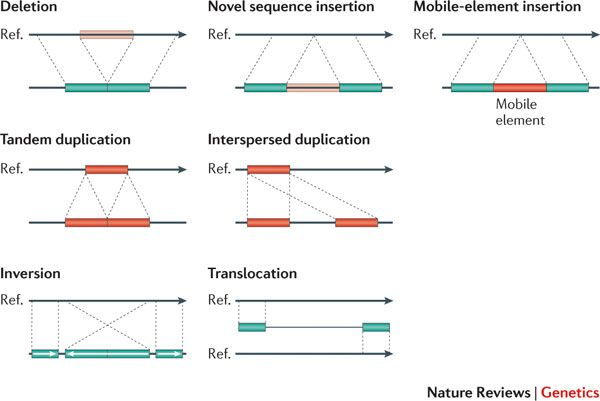 Deletion
Ref.
Novel sequence insertion
Ref.
Mobile-element insertion
Ref.
Mobile
element
Tandem duplication
Ref.
Interspersed duplication
Ref.
Inversion
Ref.
Translocation
Ref.
Ref.
Nature Reviews | Genetics